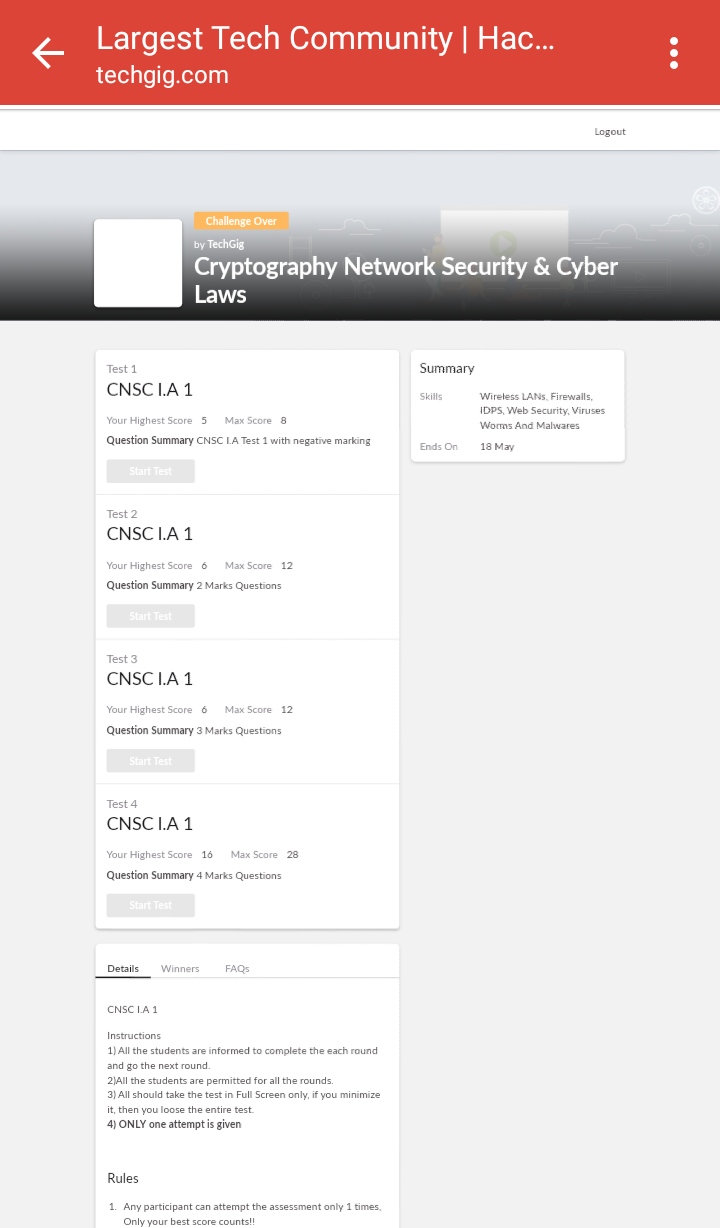 Largest Tech Community | Hac...
techgig.com
Logout
Challenge Over
by TechGig
Cryptography Network Security & Cyber
Laws
Test 1
CNSC I.A 1
Your Highest Score 5 Max Score 8
Question Summary CNSC I.A Test 1 with negative marking
Start Test
Test 2
CNSC I.A 1
Your Highest Score 6 Max Score 12
Question Summary 2 Marks Questions
Start Test
Test 3
CNSC I.A 1
Your Highest Score 6 Max Score 12
Question Summary 3 Marks Questions
Start Test
Test 4
CNSC I.A 1
Your Highest Score 16 Max Score 28
Question Summary 4 Marks Questions
Start Test
Summary
Skills Wireless LANs, Firewalls,
IDPS, Web Security, Viruses
Worms And Malwares
Ends On 18 May
Details Winners FAQs
CNSC I.A 1
Instructions
1) All the students are informed to complete the each round
and go the next round.
2)All the students are permitted for all the rounds.
3) All should take the test in Full Screen only, if you minimize
it, then you loose the entire test.
4) ONLY one attempt is given
Rules
1. Any participant can attempt the assessment only 1 times,
Only your best score counts!!